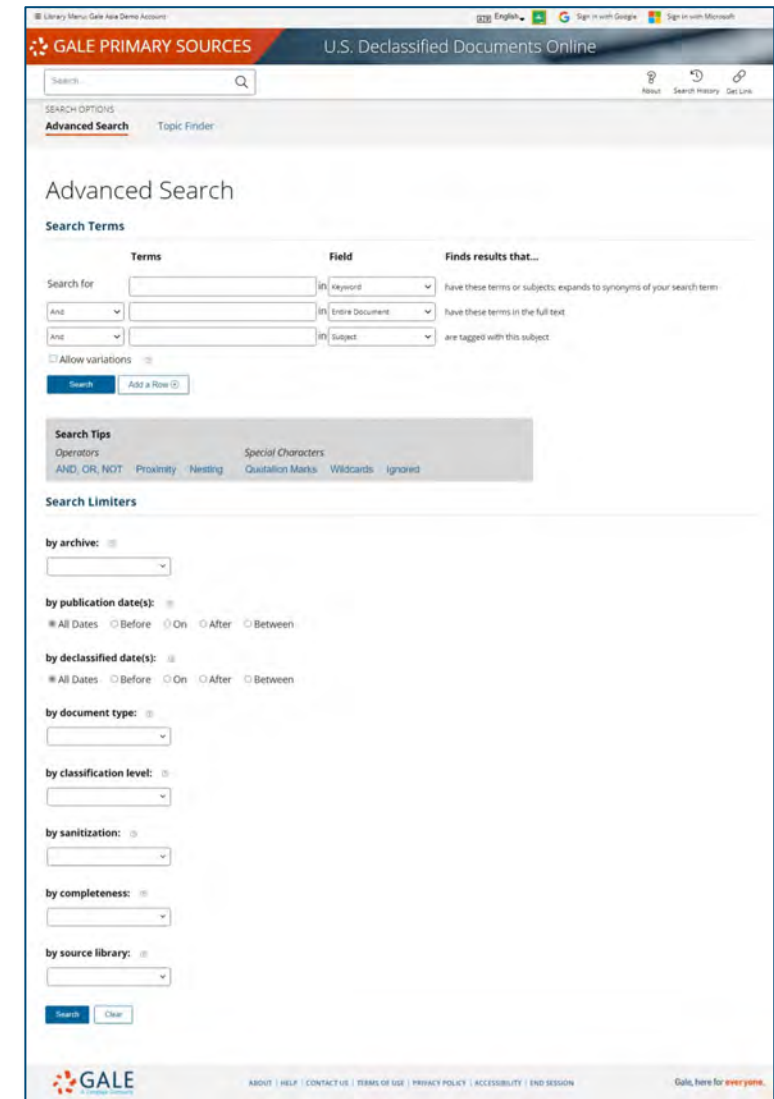 Library Menu: Gale Asia Demo Account English Sign in with Google Sign in with Microsoft
GALE PRIMARY SOURCES U.S. Declassified Documents Online
Search... About Search History Get Link
SEARCH OPTIONS
Advanced Search Topic Finder
Advanced Search
Search Terms
Terms Field Finds results that...
Search for in Keyword have these terms or subjects; expands to synonyms of your search term
And in Entire Document have these terms in the full text
And in Subject are tagged with this subject
Allow variations
Search Add a Row
Search Tips
Operators Special Characters
AND, OR, NOT Proximity Nesting Quotation Marks Wildcards Ignored
Search Limiters
by archive:
by publication date(s):
All Dates Before On After Between
by declassified date(s):
All Dates Before On After Between
by document type:
by classification level:
by sanitization:
by completeness:
by source library:
Search Clear
GALE ABOUT | HELP | CONTACT US | TERMS OF USE | PRIVACY POLICY | ACCESSIBILITY | END SESSION Gale, here for everyone.
A Cengage Company